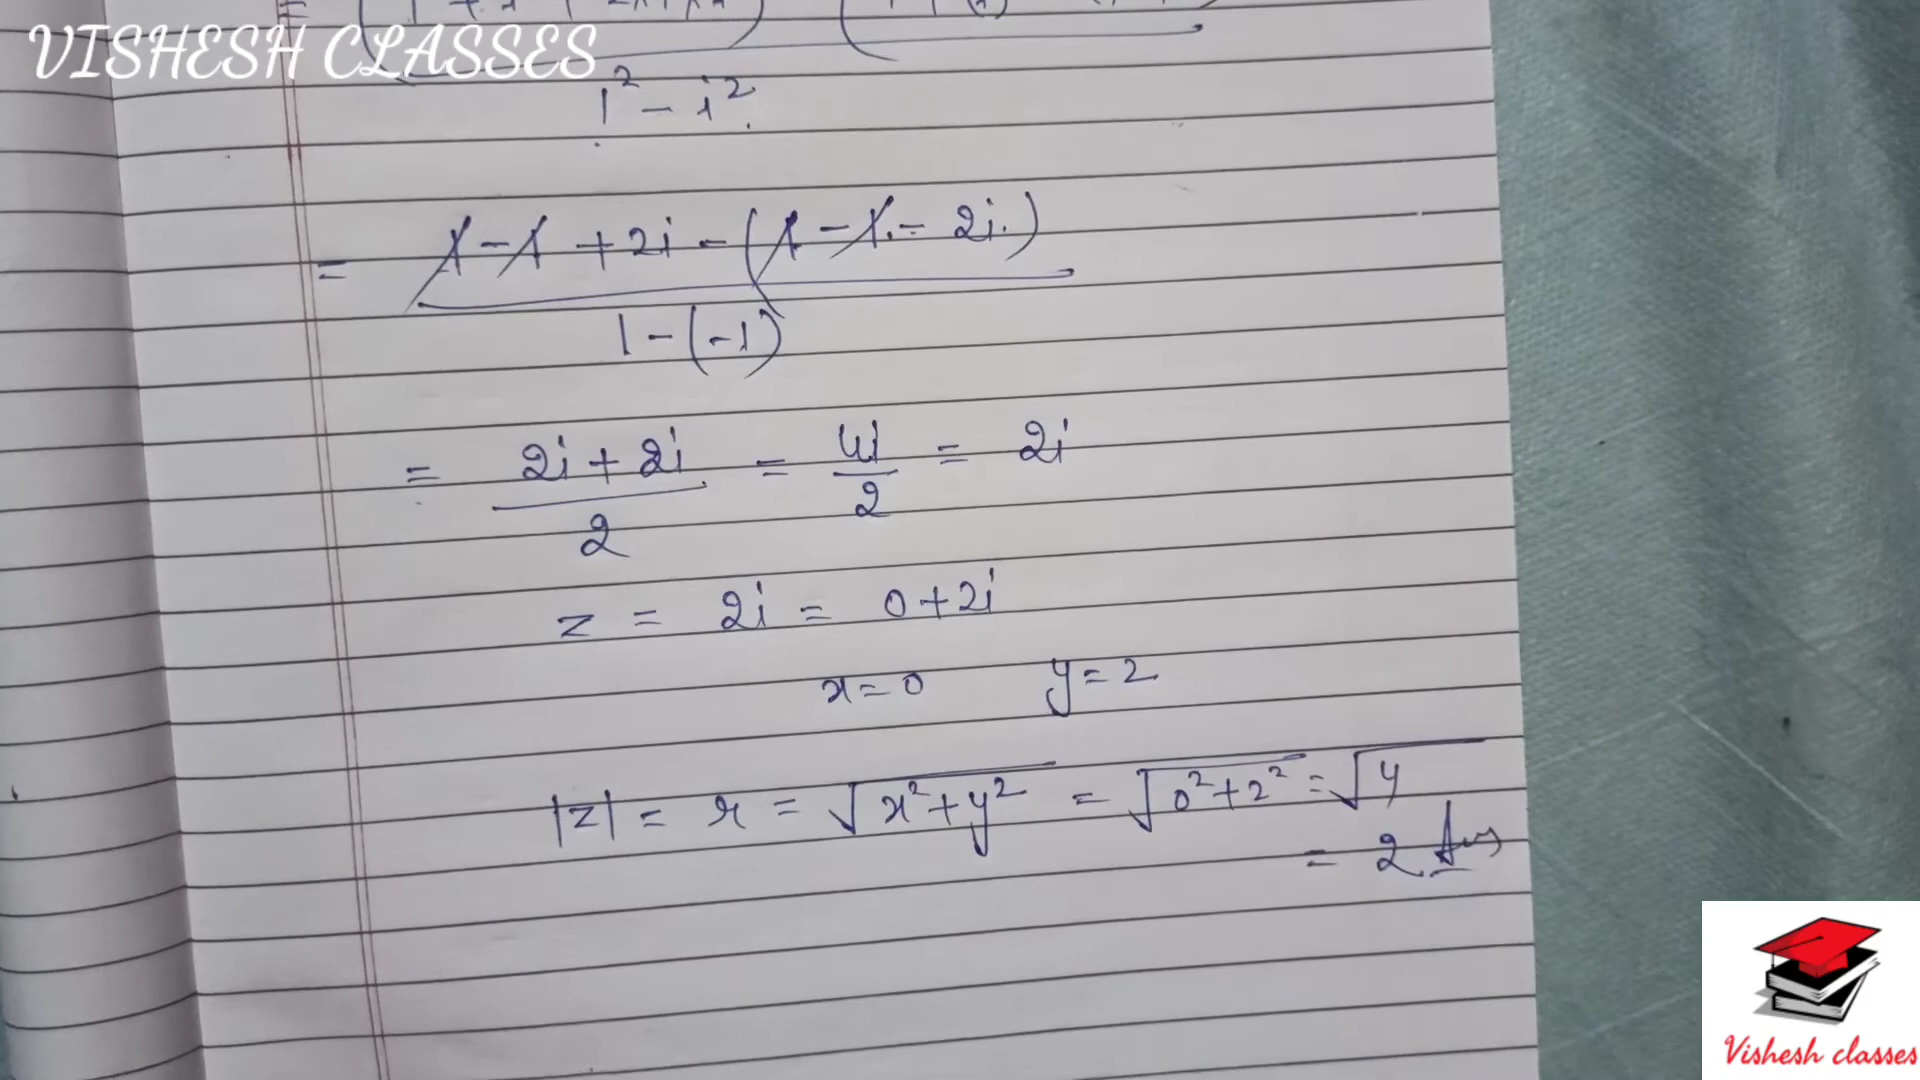 VISHESH CLASSES
1² - i²
= 1 - 1 + 2i - (1 - 1 - 2i)
1 - (-1)
= 2i + 2i / 2 = 4i / 2 = 2i
z = 2i = 0 + 2i
x = 0 y = 2
|z| = r = √x² + y² = √0² + 2² = √4
= 2 Ans
Vishesh classes